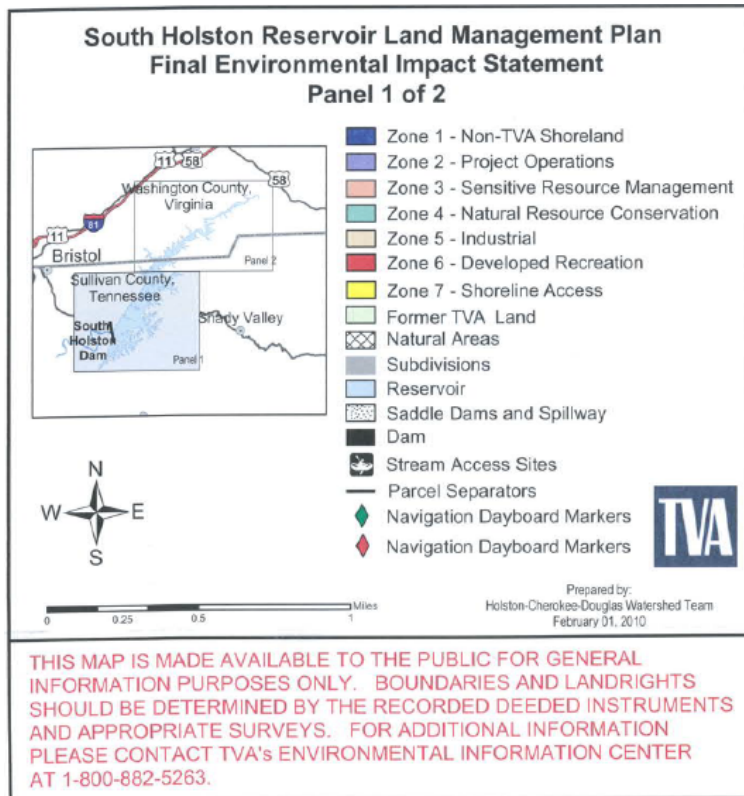 South Holston Reservoir Land Management Plan
Final Environmental Impact Statement
Panel 1 of 2
11
58
58
Washington County,
Virginia
81
11
Bristol
Panel 2
Sullivan County,
Tennessee
South
Holston
Dam
Shady Valley
Panel 1
Zone 1 - Non-TVA Shoreland
Zone 2 - Project Operations
Zone 3 - Sensitive Resource Management
Zone 4 - Natural Resource Conservation
Zone 5 - Industrial
Zone 6 - Developed Recreation
Zone 7 - Shoreline Access
Former TVA Land
Natural Areas
Subdivisions
Reservoir
Saddle Dams and Spillway
Dam
Stream Access Sites
Parcel Separators
Navigation Dayboard Markers
Navigation Dayboard Markers
N
W E
S
TVA
Miles
0 0.25 0.5 1
Prepared by:
Holston-Cherokee-Douglas Watershed Team
February 01, 2010
THIS MAP IS MADE AVAILABLE TO THE PUBLIC FOR GENERAL
INFORMATION PURPOSES ONLY. BOUNDARIES AND LANDRIGHTS
SHOULD BE DETERMINED BY THE RECORDED DEEDED INSTRUMENTS
AND APPROPRIATE SURVEYS. FOR ADDITIONAL INFORMATION
PLEASE CONTACT TVA's ENVIRONMENTAL INFORMATION CENTER
AT 1-800-882-5263.